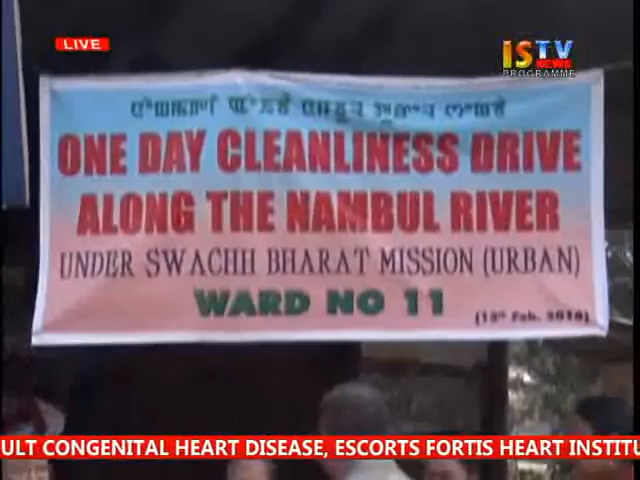 LIVE
ISTV
NEWS
PROGRAMME
ONE DAY CLEANLINESS DRIVE
ALONG THE NAMBUL RIVER
UNDER SWACHH BHARAT MISSION (URBAN)
WARD NO 11
ULT CONGENITAL HEART DISEASE, ESCORTS FORTIS HEART INSTITU